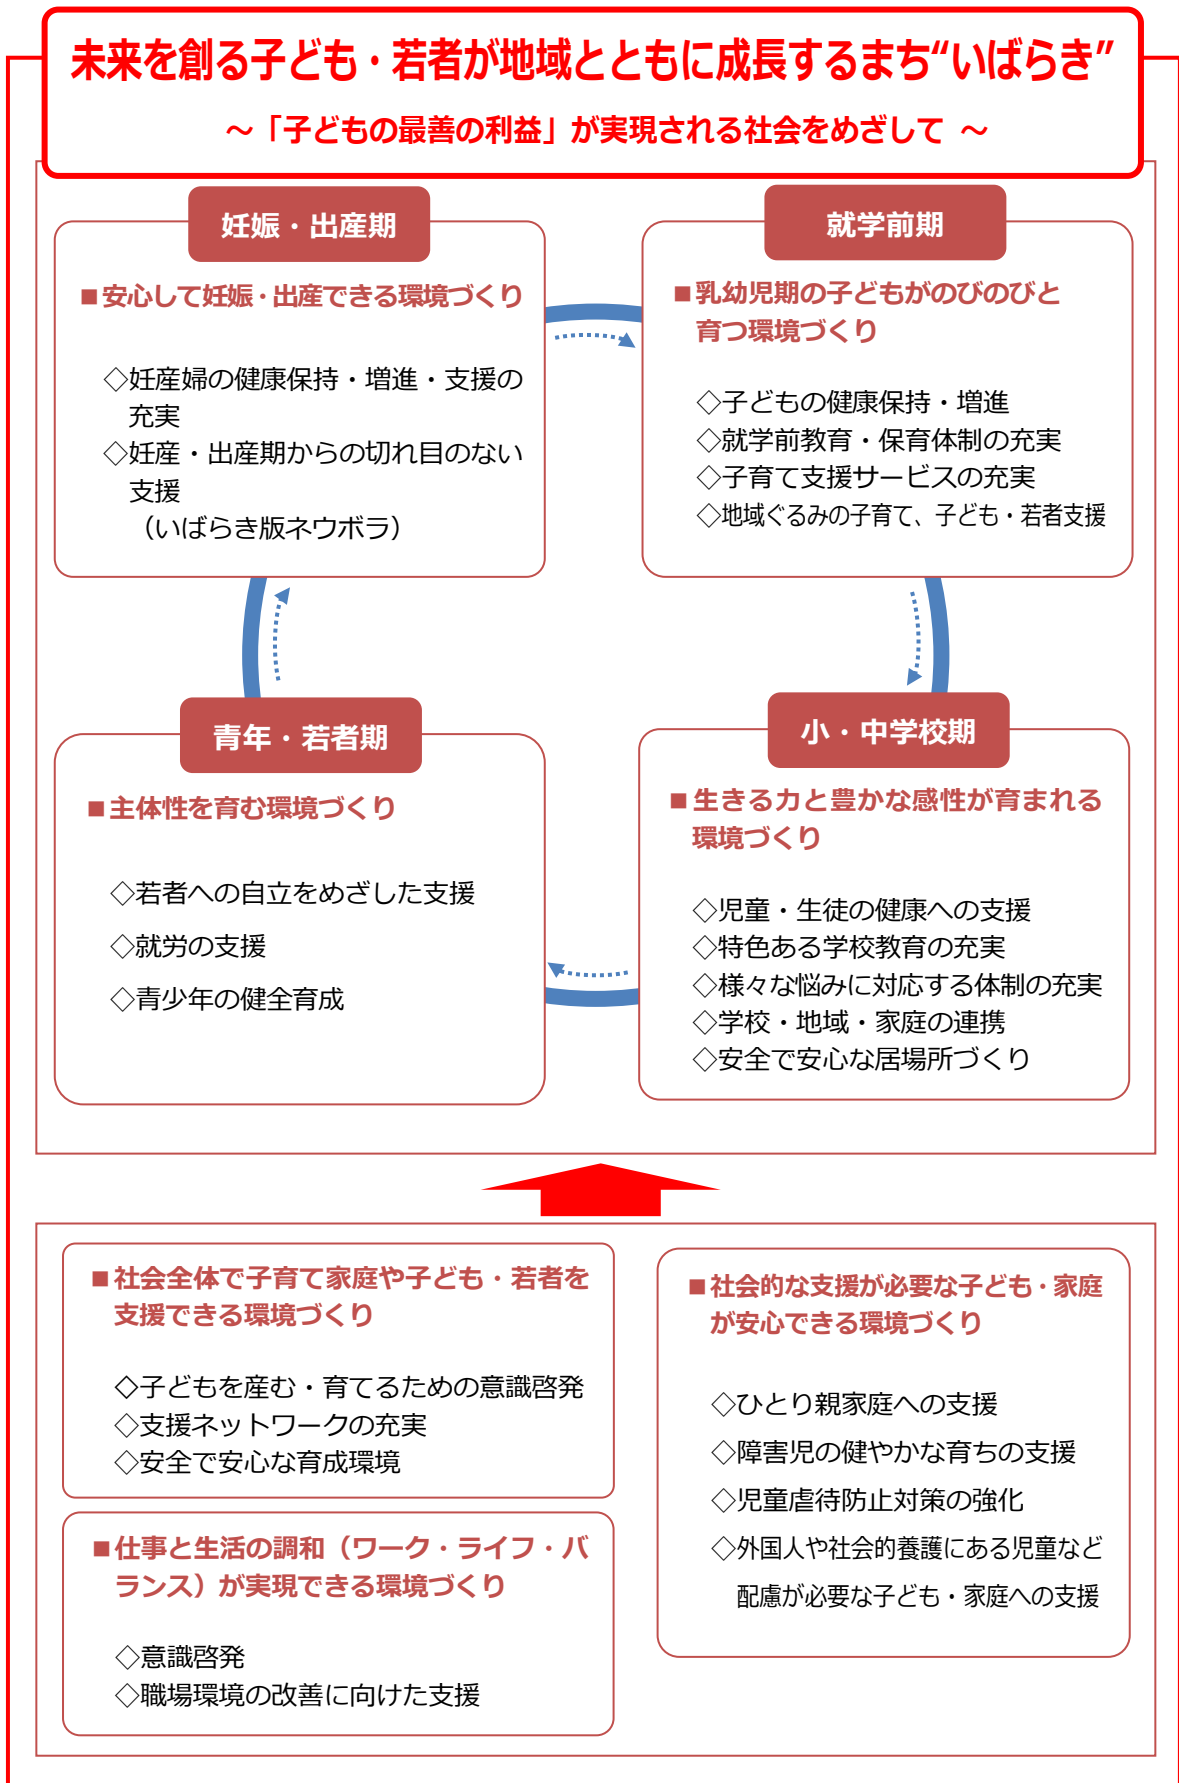 未来を創る子ども・若者が地域とともに成長するまち“いばらき”
～「子どもの最善の利益」が実現される社会をめざして ～
妊娠・出産期
■安心して妊娠・出産できる環境づくり
◇妊産婦の健康保持・増進・支援の
充実
◇妊産・出産期からの切れ目のない
支援
（いばらき版ネウボラ）
就学前期
■乳幼児期の子どもがのびのびと
育つ環境づくり
◇子どもの健康保持・増進
◇就学前教育・保育体制の充実
◇子育て支援サービスの充実
◇地域ぐるみの子育て、子ども・若者支援
青年・若者期
■主体性を育む環境づくり
◇若者への自立をめざした支援
◇就労の支援
◇青少年の健全育成
小・中学校期
■生きる力と豊かな感性が育まれる
環境づくり
◇児童・生徒の健康への支援
◇特色ある学校教育の充実
◇様々な悩みに対応する体制の充実
◇学校・地域・家庭の連携
◇安全で安心な居場所づくり
■社会全体で子育て家庭や子ども・若者を
支援できる環境づくり
◇子どもを産む・育てるための意識啓発
◇支援ネットワークの充実
◇安全で安心な育成環境
■仕事と生活の調和（ワーク・ライフ・バ
ランス）が実現できる環境づくり
◇意識啓発
◇職場環境の改善に向けた支援
■社会的な支援が必要な子ども・家庭
が安心できる環境づくり
◇ひとり親家庭への支援
◇障害児の健やかな育ちの支援
◇児童虐待防止対策の強化
◇外国人や社会的養護にある児童など
配慮が必要な子ども・家庭への支援